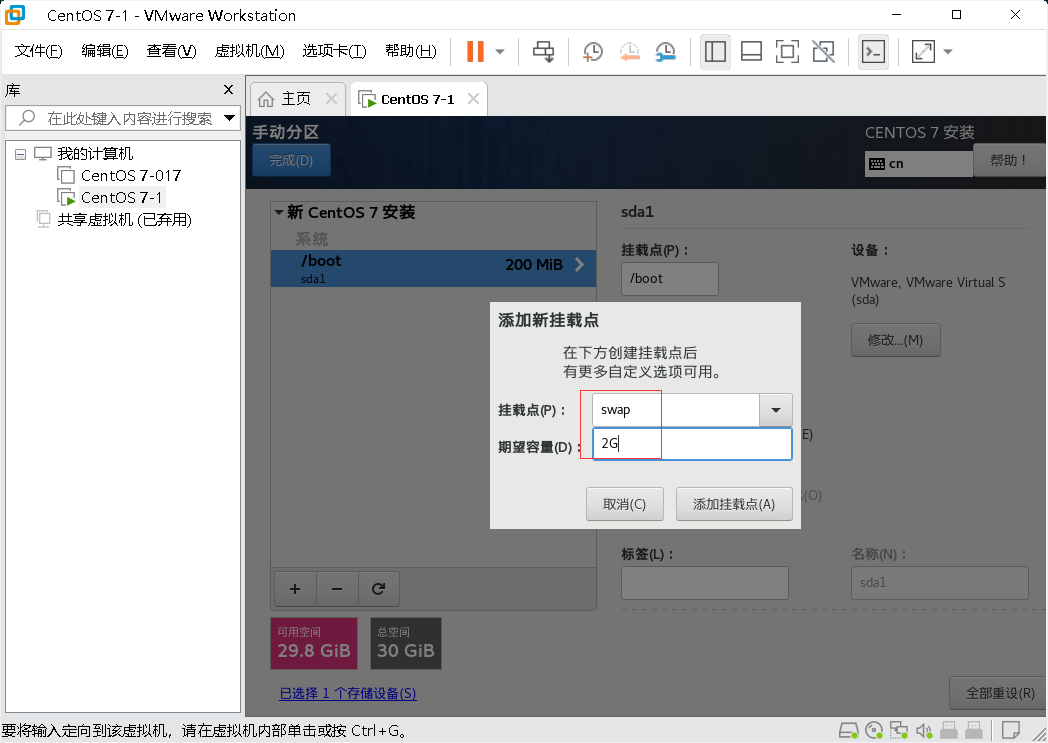 CentOS 7-1 - VMware Workstation
文件(F) 编辑(E) 查看(V) 虚拟机(M) 选项卡(T) 帮助(H)
库
在此处键入内容进行搜索
我的计算机
CentOS 7-017
CentOS 7-1
共享虚拟机 (已弃用)
主页
CentOS 7-1
手动分区
完成(D)
CENTOS 7 安装
cn
帮助！
新 CentOS 7 安装
系统
/boot
200 MiB
sda1
sda1
挂载点(P)：
/boot
设备：
VMware, VMware Virtual S
(sda)
修改...(M)
添加新挂载点
在下方创建挂载点后
有更多自定义选项可用。
挂载点(P)：
swap
期望容量(D)：
2G
取消(C)
添加挂载点(A)
E)
(O)
标签(L)：
名称(N)：
sda1
可用空间
29.8 GiB
总空间
30 GiB
已选择 1 个存储设备(S)
全部重设(R)
要将输入定向到该虚拟机，请在虚拟机内部单击或按 Ctrl+G。